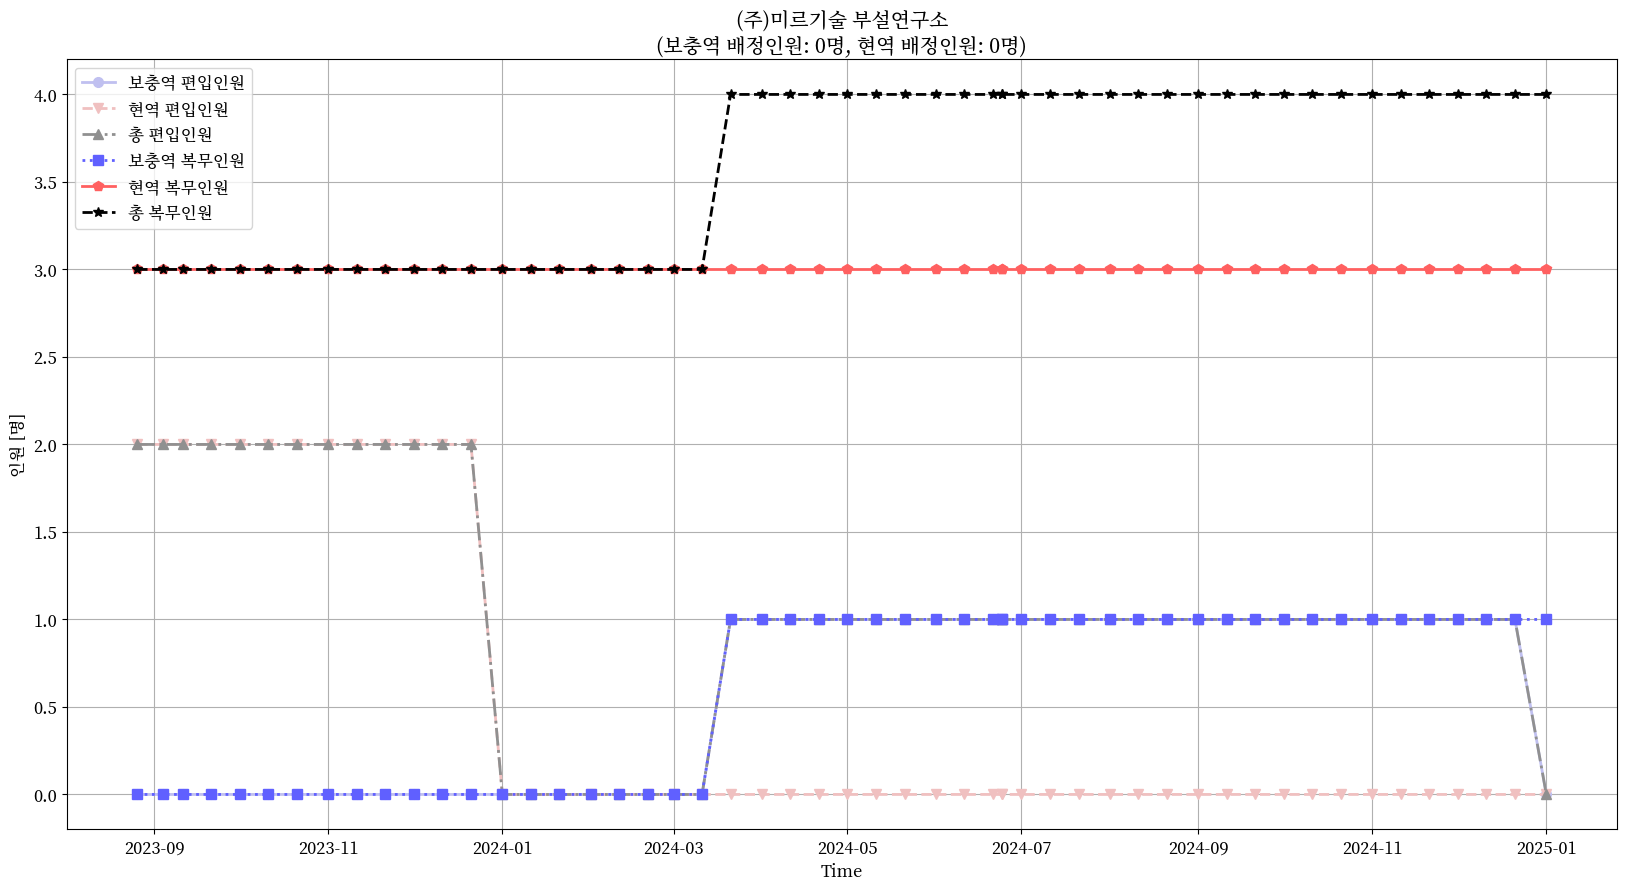 (주)미르기술 부설연구소
(보충역 배정인원: 0명, 현역 배정인원: 0명)
보충역 편입인원
현역 편입인원
총 편입인원
보충역 복무인원
현역 복무인원
총 복무인원
4.0
3.5
3.0
2.5
2.0
1.5
1.0
0.5
0.0
인원 [명]
2023-09 2023-11 2024-01 2024-03 2024-05 2024-07 2024-09 2024-11 2025-01
Time